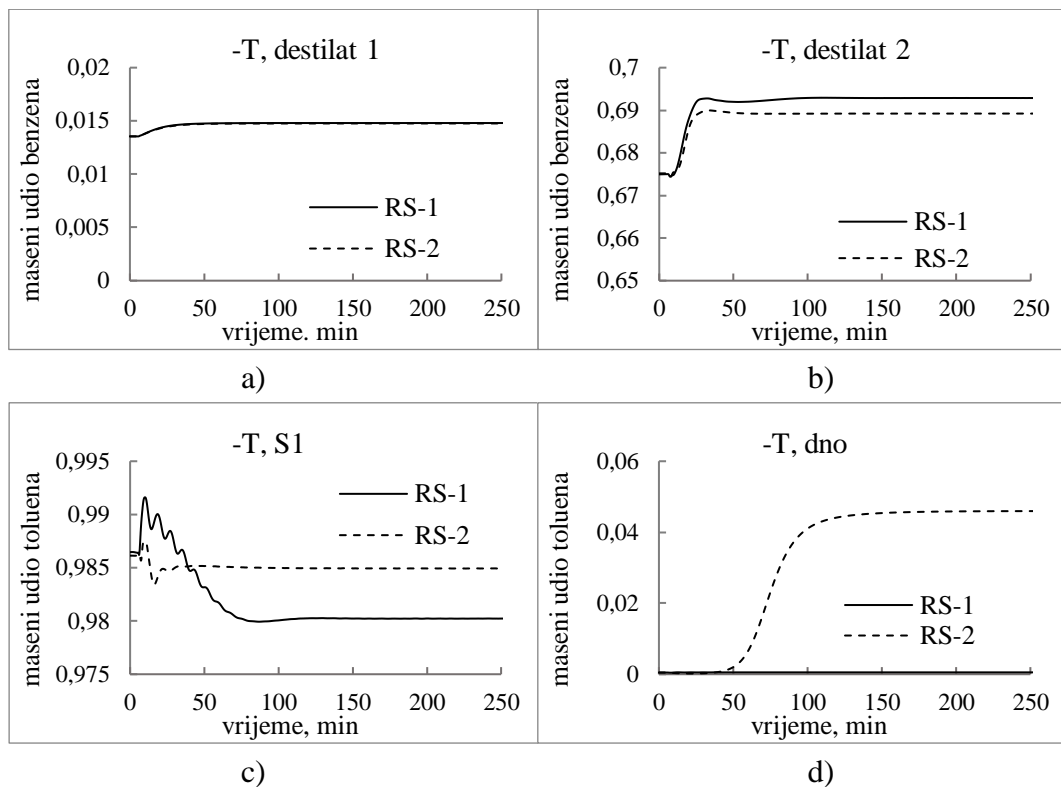 -T, destilat 1
maseni udio benzena
0,02
0,015
0,01
0,005
0
RS-1
RS-2
0 50 100 150 200 250
vrijeme. min
a)
-T, destilat 2
maseni udio benzena
0,7
0,69
0,68
0,67
0,66
0,65
RS-1
RS-2
0 50 100 150 200 250
vrijeme, min
b)
-T, S1
maseni udio toluena
0,995
0,99
0,985
0,98
0,975
RS-1
RS-2
0 50 100 150 200 250
vrijeme, min
c)
-T, dno
maseni udio toluena
0,06
0,04
0,02
0
RS-1
RS-2
0 50 100 150 200 250
vrijeme, min
d)